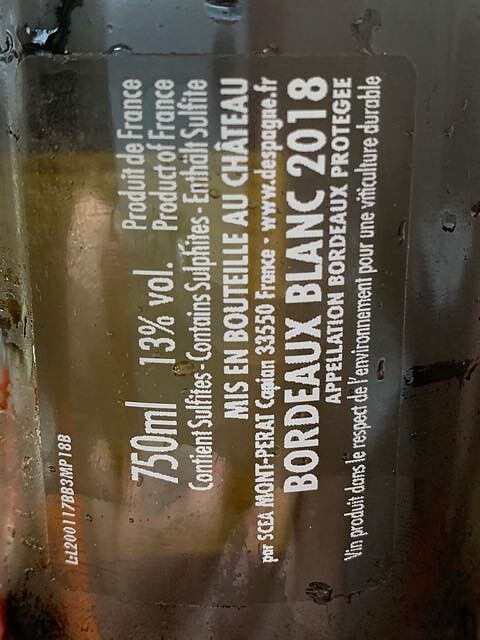 L:L200117BB3MP18B
750ml 13% vol. Produit de France
Product of France
Contient Sulfites - Contains Sulphites - Enthält Sulfite
MIS EN BOUTEILLE AU CHÂTEAU
par SCEA MONT-PERAT Capian 33550 France • www.despagne.fr
BORDEAUX BLANC 2018
APPELLATION BORDEAUX PROTEGEE
Vin produit dans le respect de l'environnement pour une viticulture durable